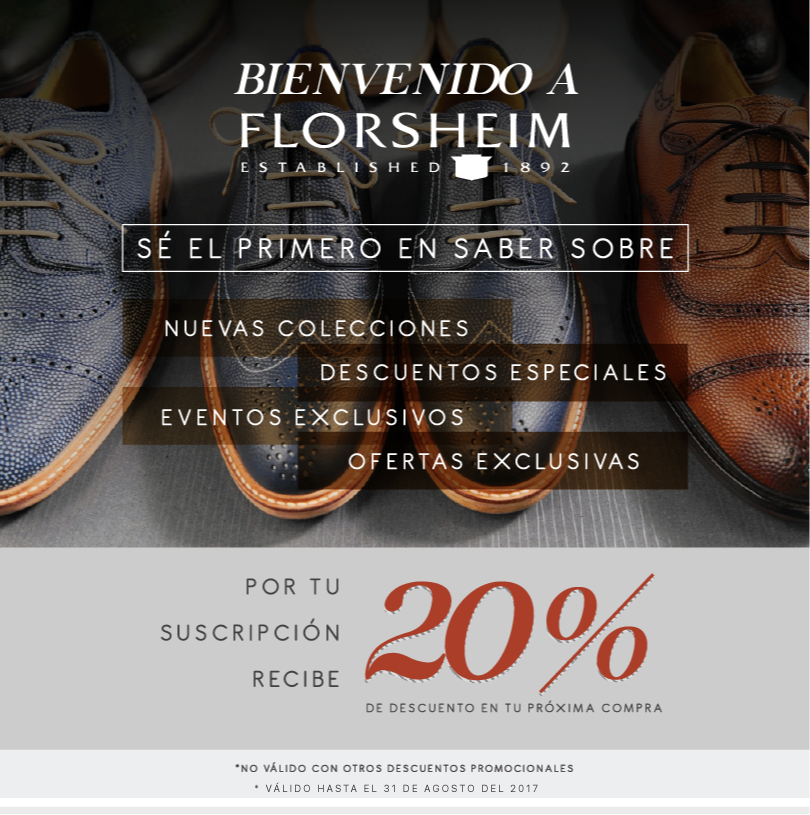 BIENVENIDO A
FLORSHEIM
ESTABLISHED 1892
SÉ EL PRIMERO EN SABER SOBRE
NUEVAS COLECCIONES
DESCUENTOS ESPECIALES
EVENTOS EXCLUSIVOS
OFERTAS EXCLUSIVAS
POR TU
SUSCRIPCIÓN
RECIBE
20%
DE DESCUENTO EN TU PRÓXIMA COMPRA
*NO VÁLIDO CON OTROS DESCUENTOS PROMOCIONALES
* VÁLIDO HASTA EL 31 DE AGOSTO DEL 2017